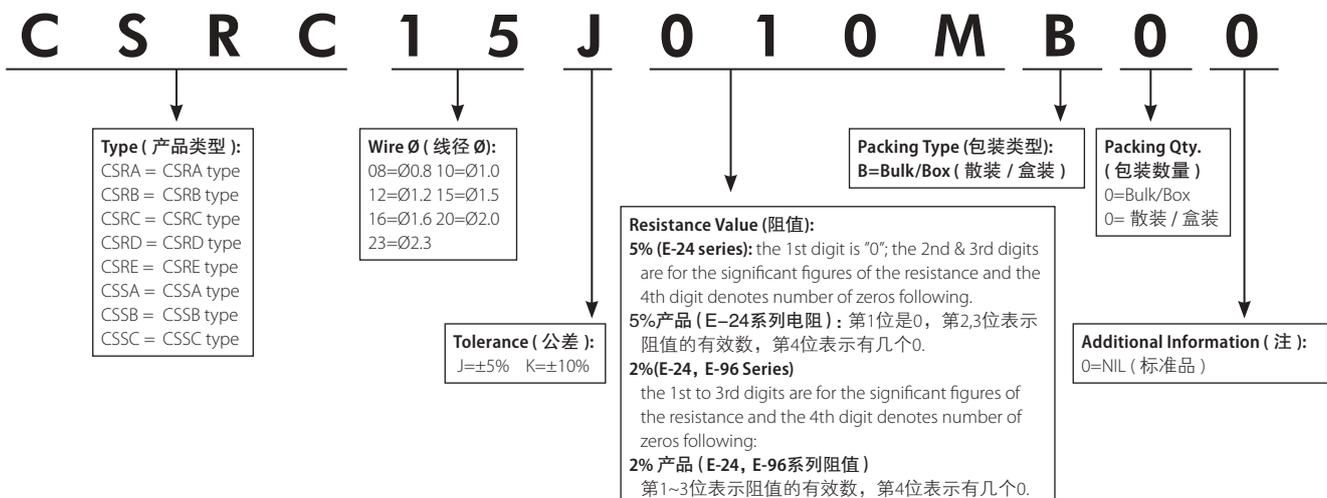 C S R C 1 5 J 0 1 0 M B 0 0
Type ( 产品类型 ):
CSRA = CSRA type
CSRB = CSRB type
CSRC = CSRC type
CSRD = CSRD type
CSRE = CSRE type
CSSA = CSSA type
CSSB = CSSB type
CSSC = CSSC type
Wire Ø ( 线径 Ø):
08=Ø0.8 10=Ø1.0
12=Ø1.2 15=Ø1.5
16=Ø1.6 20=Ø2.0
23=Ø2.3
Tolerance ( 公差 ):
J=±5% K=±10%
Resistance Value (阻值):
5% (E-24 series): the 1st digit is "0"; the 2nd & 3rd digits
are for the significant figures of the resistance and the
4th digit denotes number of zeros following.
5%产品 ( E–24系列电阻 ) : 第1位是0，第2,3位表示
阻值的有效数，第4位表示有几个0.
2%(E-24, E-96 Series)
the 1st to 3rd digits are for the significant figures of
the resistance and the 4th digit denotes number of
zeros following:
2% 产品 ( E-24, E-96系列阻值 )
第1~3位表示阻值的有效数，第4位表示有几个0.
Packing Type (包装类型):
B=Bulk/Box ( 散装 / 盒装 )
Packing Qty.
( 包装数量 )
0=Bulk/Box
0= 散装 / 盒装
Additional Information ( 注 ):
0=NIL ( 标准品 )